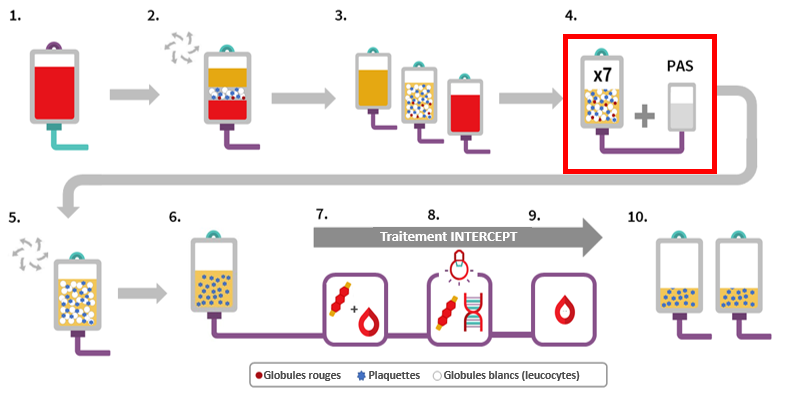 1.
2.
3.
4.
x7
PAS
5.
6.
7.
8.
9.
10.
Traitement INTERCEPT
Globules rouges
Plaquettes
Globules blancs (leucocytes)